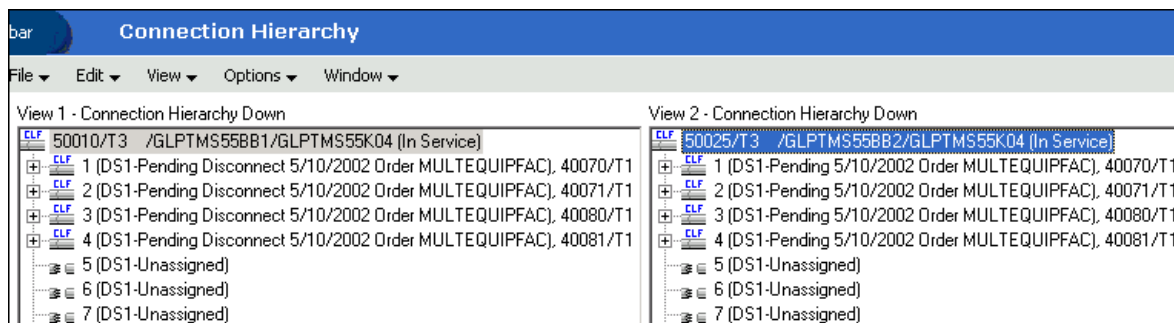 bar Connection Hierarchy
File Edit View Options Window
View 1 - Connection Hierarchy Down
CLF 50010/T3 /GLPTMS55BB1/GLPTMS55K04 (In Service)
CLF 1 (DS1-Pending Disconnect 5/10/2002 Order MULTEQUIPFAC), 40070/T1
CLF 2 (DS1-Pending Disconnect 5/10/2002 Order MULTEQUIPFAC), 40071/T1
CLF 3 (DS1-Pending Disconnect 5/10/2002 Order MULTEQUIPFAC), 40080/T1
CLF 4 (DS1-Pending Disconnect 5/10/2002 Order MULTEQUIPFAC), 40081/T1
5 (DS1-Unassigned)
6 (DS1-Unassigned)
7 (DS1-Unassigned)
View 2 - Connection Hierarchy Down
CLF 50025/T3 /GLPTMS55BB2/GLPTMS55K04 (In Service)
CLF 1 (DS1-Pending 5/10/2002 Order MULTEQUIPFAC), 40070/T1
CLF 2 (DS1-Pending 5/10/2002 Order MULTEQUIPFAC), 40071/T1
CLF 3 (DS1-Pending 5/10/2002 Order MULTEQUIPFAC), 40080/T1
CLF 4 (DS1-Pending 5/10/2002 Order MULTEQUIPFAC), 40081/T1
5 (DS1-Unassigned)
6 (DS1-Unassigned)
7 (DS1-Unassigned)